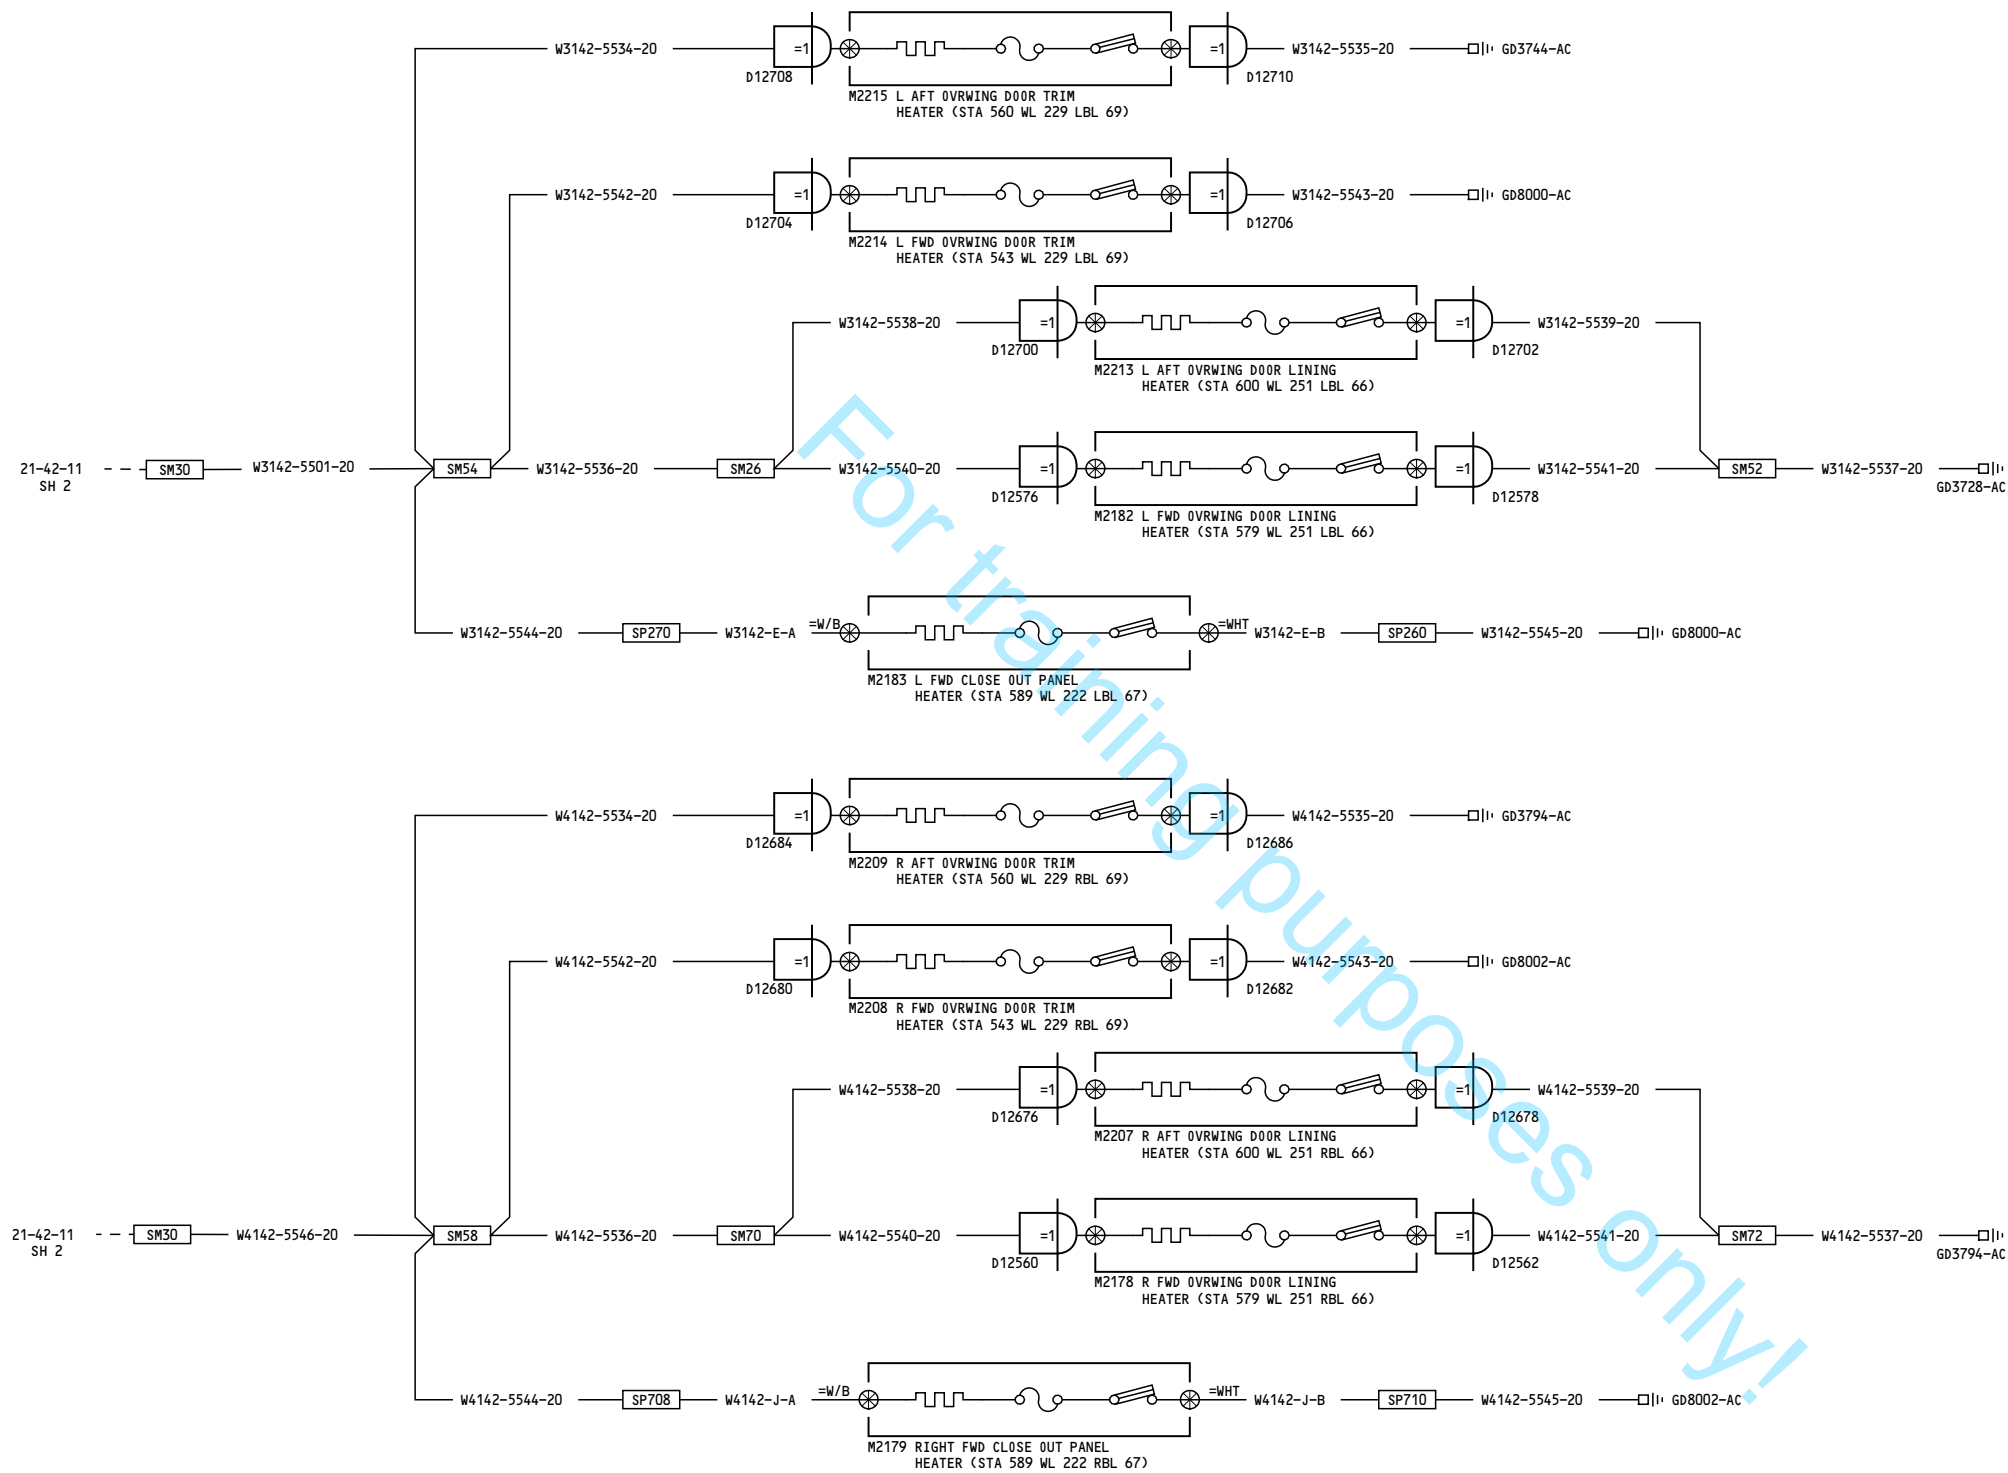 W3142-5534-20 =1 D12708 =1 D12710 W3142-5535-20 GD3744-AC
M2215 L AFT OVRWING DOOR TRIM
HEATER (STA 560 WL 229 LBL 69)
W3142-5542-20 =1 D12704 =1 D12706 W3142-5543-20 GD8000-AC
M2214 L FWD OVRWING DOOR TRIM
HEATER (STA 543 WL 229 LBL 69)
W3142-5538-20 =1 D12700 =1 D12702 W3142-5539-20
M2213 L AFT OVRWING DOOR LINING
HEATER (STA 600 WL 251 LBL 66)
21-42-11 SM30 W3142-5501-20 SM54 W3142-5536-20 SM26 W3142-5540-20 =1 D12576 =1 D12578 W3142-5541-20 SM52 W3142-5537-20
SH 2 GD3728-AC
M2182 L FWD OVRWING DOOR LINING
HEATER (STA 579 WL 251 LBL 66)
W3142-5544-20 SP270 W3142-E-A =W/B =WHT W3142-E-B SP260 W3142-5545-20 GD8000-AC
M2183 L FWD CLOSE OUT PANEL
HEATER (STA 589 WL 222 LBL 67)
W4142-5534-20 =1 D12684 =1 D12686 W4142-5535-20 GD3794-AC
M2209 R AFT OVRWING DOOR TRIM
HEATER (STA 560 WL 229 RBL 69)
W4142-5542-20 =1 D12680 =1 D12682 W4142-5543-20 GD8002-AC
M2208 R FWD OVRWING DOOR TRIM
HEATER (STA 543 WL 229 RBL 69)
W4142-5538-20 =1 D12676 =1 D12678 W4142-5539-20
M2207 R AFT OVRWING DOOR LINING
HEATER (STA 600 WL 251 RBL 66)
21-42-11 SM30 W4142-5546-20 SM58 W4142-5536-20 SM70 W4142-5540-20 =1 D12560 =1 D12562 W4142-5541-20 SM72 W4142-5537-20
SH 2 GD3794-AC
M2178 R FWD OVRWING DOOR LINING
HEATER (STA 579 WL 251 RBL 66)
W4142-5544-20 SP708 W4142-J-A =W/B =WHT W4142-J-B SP710 W4142-5545-20 GD8002-AC
M2179 RIGHT FWD CLOSE OUT PANEL
HEATER (STA 589 WL 222 RBL 67)
For training purposes only!